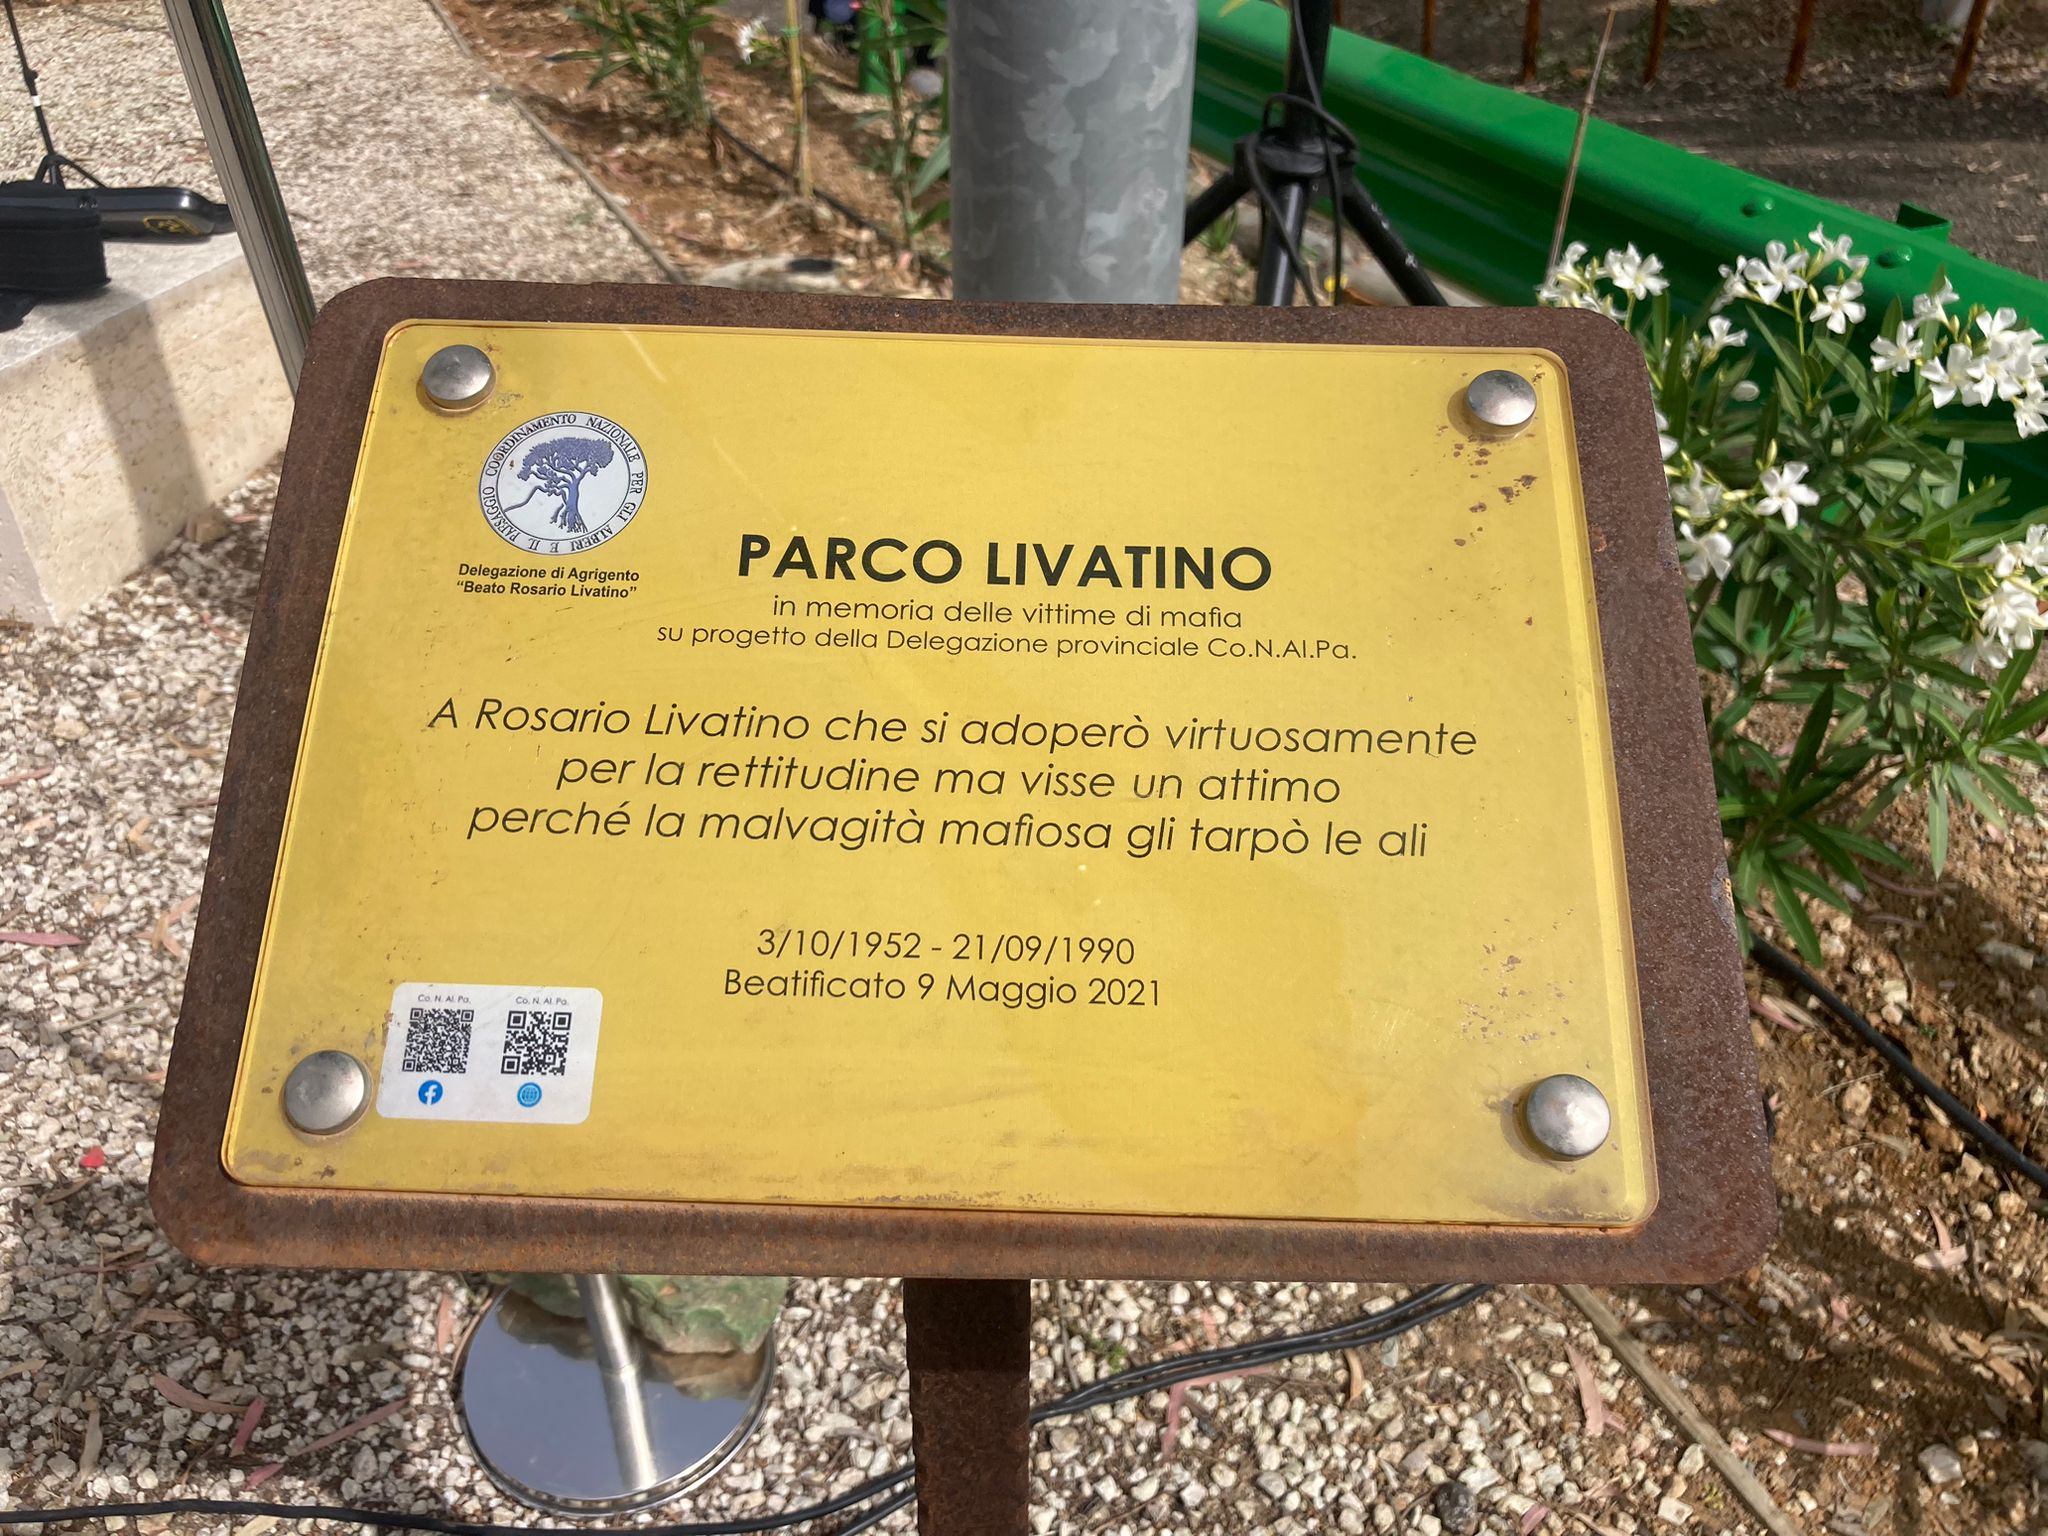 COORDINAMENTO NAZIONALE PER GLI ALBERI E IL PAESAGGIO
Delegazione di Agrigento
“Beato Rosario Livatino”
PARCO LIVATINO
in memoria delle vittime di mafia
su progetto della Delegazione provinciale Co.N.Al.Pa.
A Rosario Livatino che si adoperò virtuosamente
per la rettitudine ma visse un attimo
perché la malvagità mafiosa gli tarpò le ali
3/10/1952 - 21/09/1990
Beatificato 9 Maggio 2021
Co. N. Al. Pa. Co. N. Al. Pa.